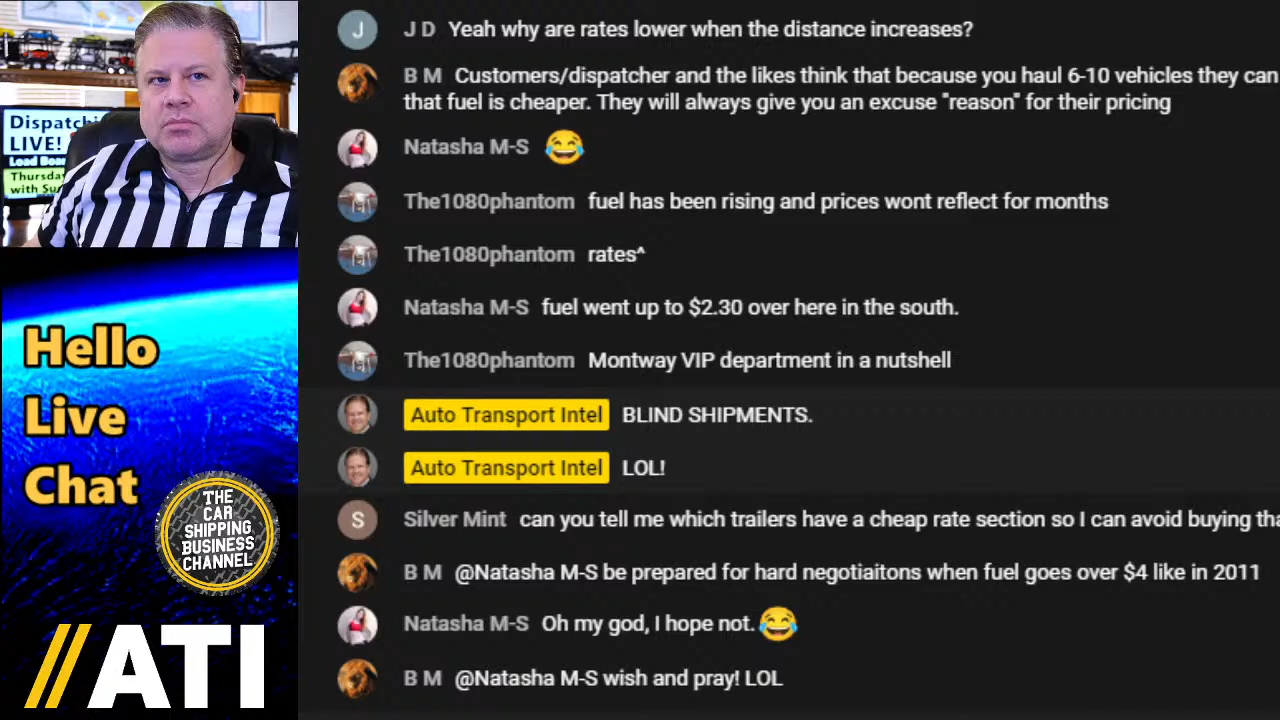 J D Yeah why are rates lower when the distance increases?
B M Customers/dispatcher and the likes think that because you haul 6-10 vehicles they can
that fuel is cheaper. They will always give you an excuse "reason" for their pricing
Natasha M-S 😂
The1080phantom fuel has been rising and prices wont reflect for months
The1080phantom rates^
Natasha M-S fuel went up to $2.30 over here in the south.
The1080phantom Montway VIP department in a nutshell
Auto Transport Intel BLIND SHIPMENTS.
Auto Transport Intel LOL!
S Silver Mint can you tell me which trailers have a cheap rate section so I can avoid buying
B M @Natasha M-S be prepared for hard negotiaitons when fuel goes over $4 like in 2011
Natasha M-S Oh my god, I hope not. 😂
B M @Natasha M-S wish and pray! LOL
LIVE!
Thursday
with
Hello
Live
Chat
THE
CAR
SHIPPING
BUSINESS
CHANNEL
//ATI